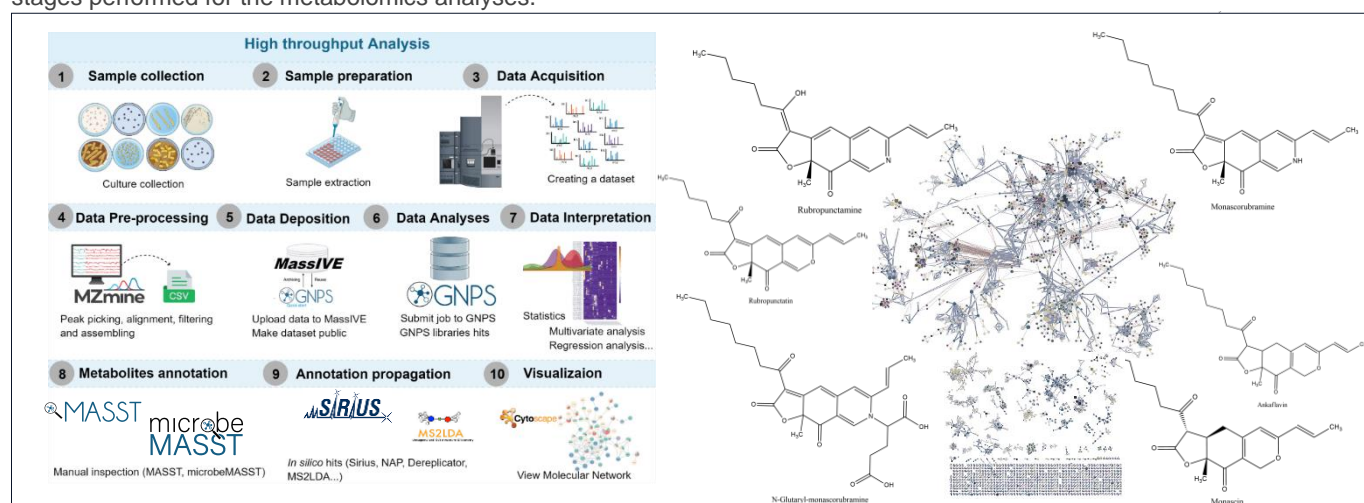 stages performed for the metabolomics analyses.
High throughput Analysis
1 Sample collection
2 Sample preparation
3 Data Acquisition
Culture collection
Sample extraction
Creating a dataset
4 Data Pre-processing
5 Data Deposition
6 Data Analyses
7 Data Interpretation
MZmine
CSV
Peak picking, alignment, filtering
and assembling
MassIVE
GNPS
Upload data to MassIVE
Make dataset public
GNPS
Submit job to GNPS
GNPS libraries hits
Statistics
Multivariate analysis
Regression analysis...
8 Metabolites annotation
9 Annotation propagation
10 Visualizaion
MASST
microbe
MASST
Manual inspection (MASST, microbeMASST)
SIRIUS
MS2LDA
In silico hits (Sirius, NAP, Dereplicator,
MS2LDA...)
Cytoscape
View Molecular Network
H₃C
OH
CH₃
O
O
N
H₃C
O
Rubropunctamine
H₃C
O
CH₃
O
O
NH
H₃C
O
Monascorubramine
H₃C
O
CH₃
O
O
O
H₃C
O
Rubropunctatin
H₃C
O
CH₃
O
O
N
OH
H₃C
O
O
O
OH
N-Glutaryl-monascorubramine
H₃C
O
O
O
O
CH₃
O
Ankaflavin
H₃C
O
CH₃
O
O
O
CH₃
O
Monascin